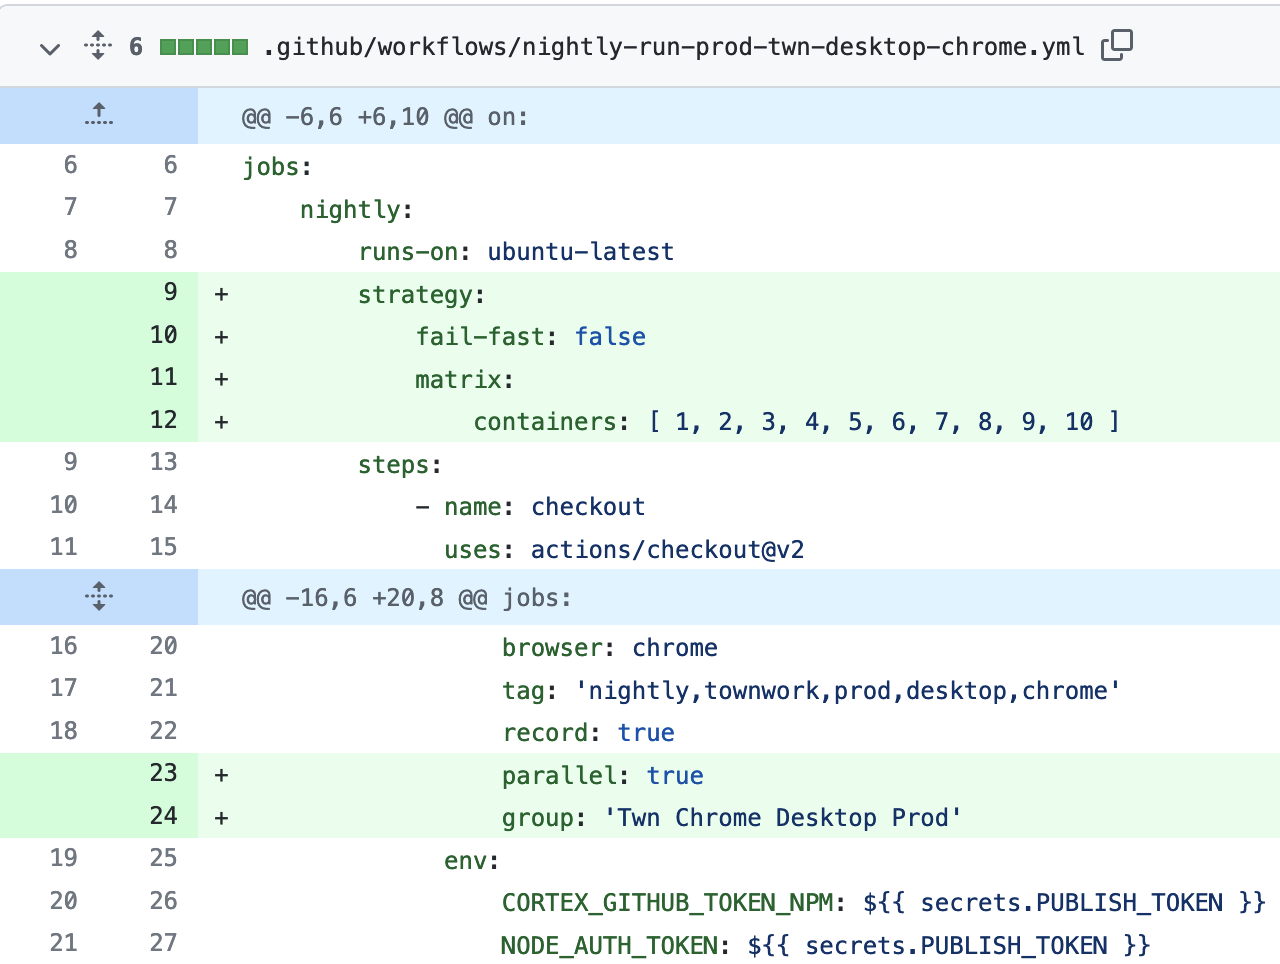 6 .github/workflows/nightly-run-prod-twn-desktop-chrome.yml
@@ -6,6 +6,10 @@ on:
6 6 jobs:
7 7 nightly:
8 8 runs-on: ubuntu-latest
9 + strategy:
10 + fail-fast: false
11 + matrix:
12 + containers: [ 1, 2, 3, 4, 5, 6, 7, 8, 9, 10 ]
9 13 steps:
10 14 - name: checkout
11 15 uses: actions/checkout@v2
@@ -16,6 +20,8 @@ jobs:
16 20 browser: chrome
17 21 tag: 'nightly,townwork,prod,desktop,chrome'
18 22 record: true
23 + parallel: true
24 + group: 'Twn Chrome Desktop Prod'
19 25 env:
20 26 CORTEX_GITHUB_TOKEN_NPM: ${{ secrets.PUBLISH_TOKEN }}
21 27 NODE_AUTH_TOKEN: ${{ secrets.PUBLISH_TOKEN }}